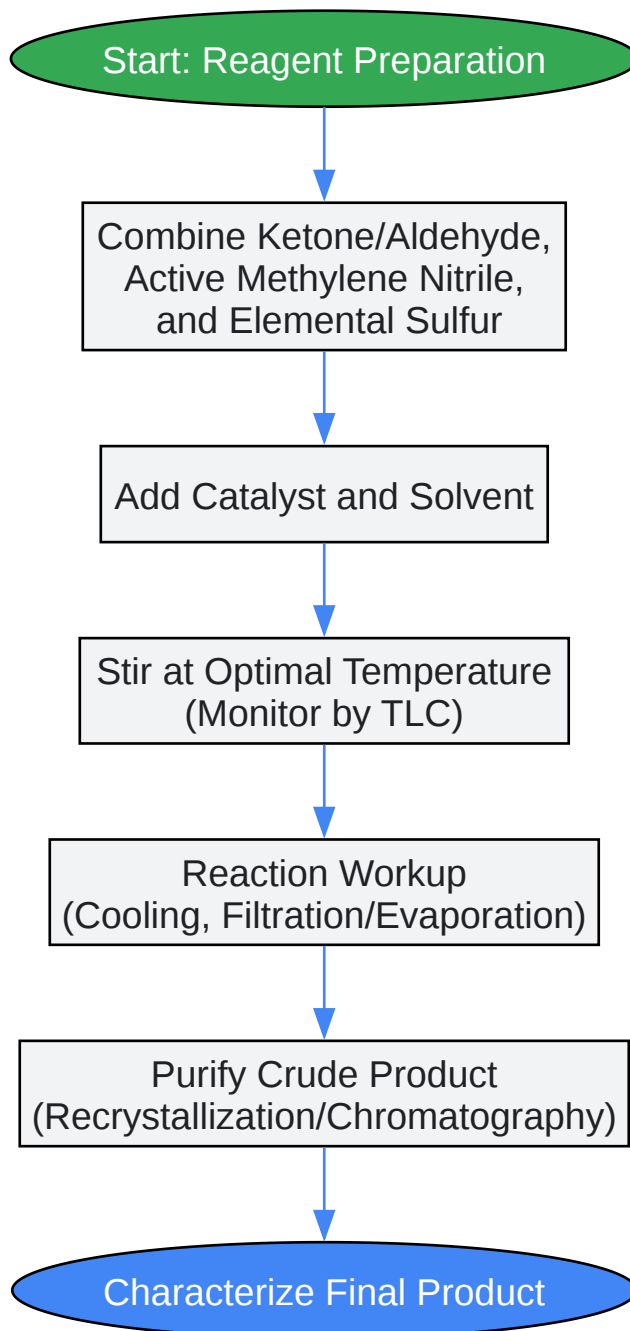 Start: Reagent Preparation
Combine Ketone/Aldehyde,
Active Methylene Nitrile,
and Elemental Sulfur
Add Catalyst and Solvent
Stir at Optimal Temperature
(Monitor by TLC)
Reaction Workup
(Cooling, Filtration/Evaporation)
Purify Crude Product
(Recrystallization/Chromatography)
Characterize Final Product